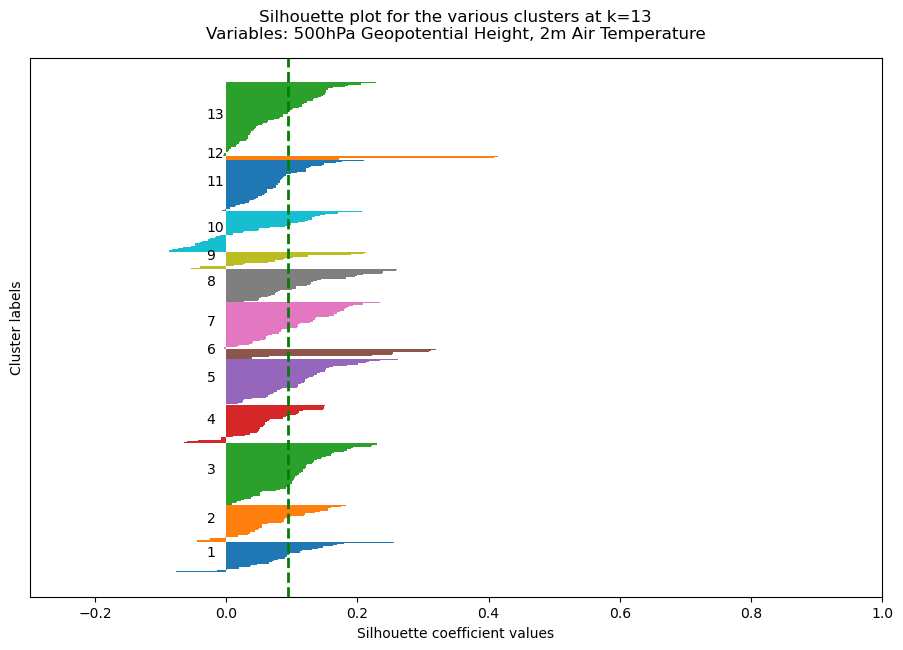 Silhouette plot for the various clusters at k=13
Variables: 500hPa Geopotential Height, 2m Air Temperature
Cluster labels
13
12
11
10
9
8
7
6
5
4
3
2
1
−0.2 0.0 0.2 0.4 0.6 0.8 1.0
Silhouette coefficient values